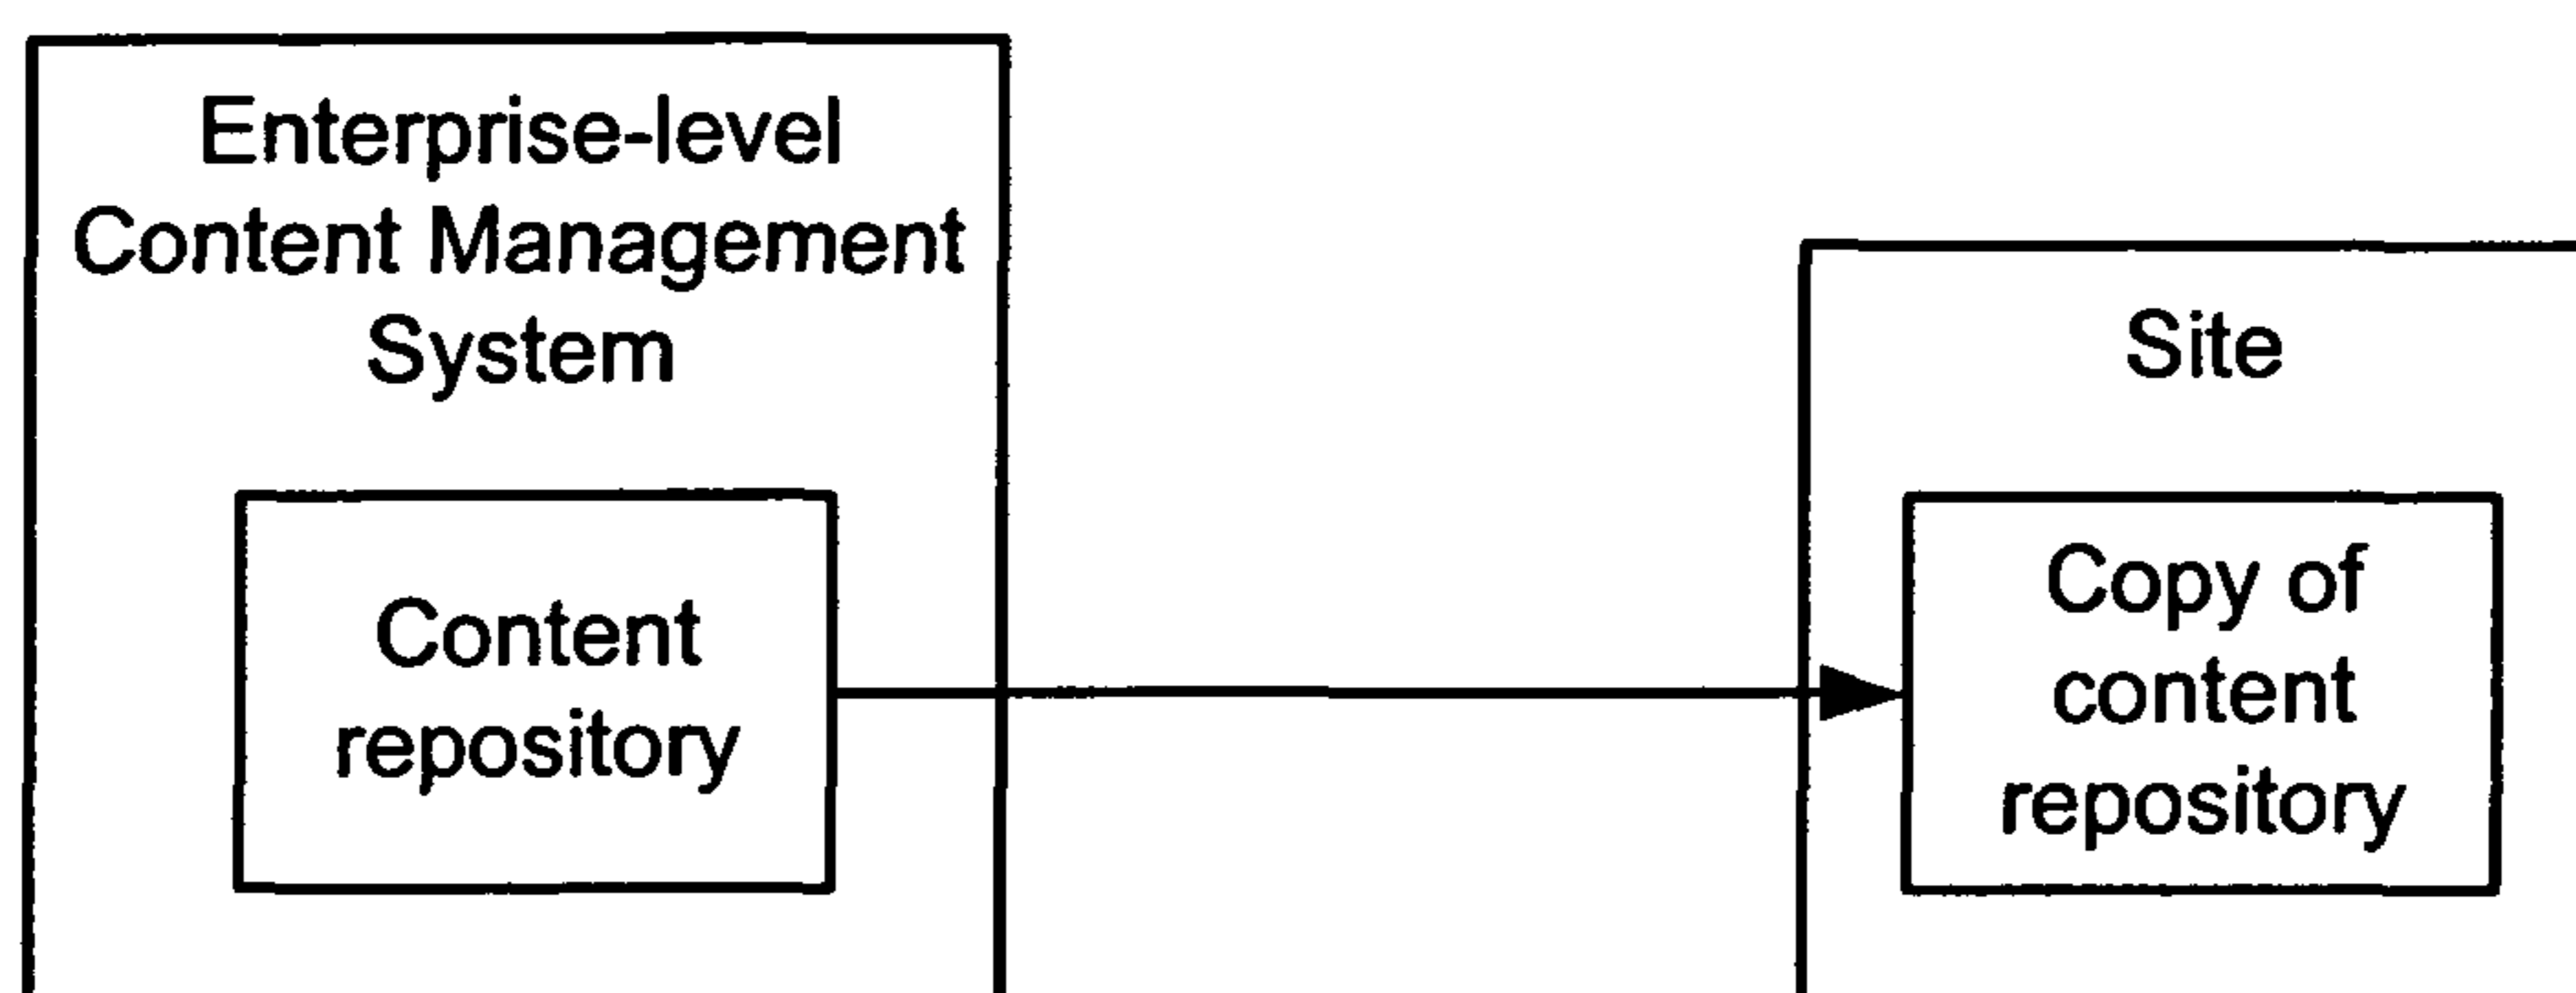 Enterprise-level
Content Management
System
Content
repository
Site
Copy of
content
repository